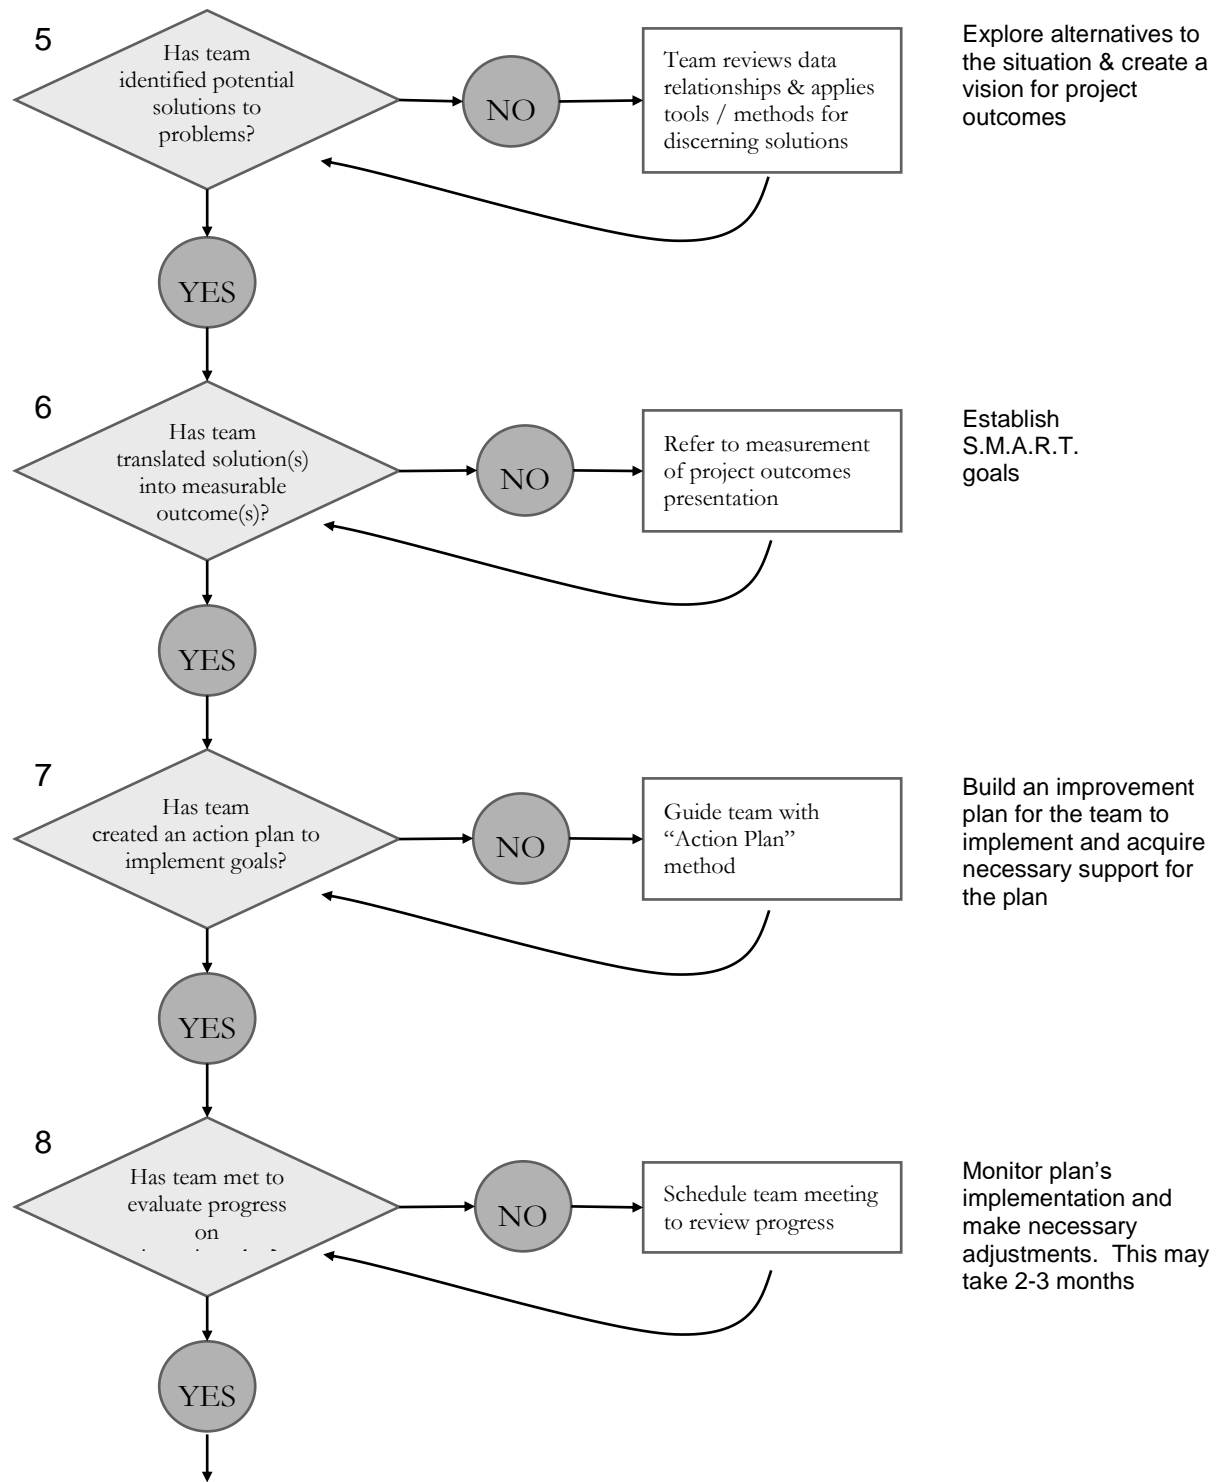 5
Has team
identified potential
solutions to
problems?
NO
Team reviews data
relationships & applies
tools / methods for
discerning solutions
Explore alternatives to
the situation & create a
vision for project
outcomes
YES
6
Has team
translated solution(s)
into measurable
outcome(s)?
NO
Refer to measurement
of project outcomes
presentation
Establish
S.M.A.R.T.
goals
YES
7
Has team
created an action plan to
implement goals?
NO
Guide team with
“Action Plan”
method
Build an improvement
plan for the team to
implement and acquire
necessary support for
the plan
YES
8
Has team met to
evaluate progress
on
NO
Schedule team meeting
to review progress
Monitor plan’s
implementation and
make necessary
adjustments.  This may
take 2-3 months
YES